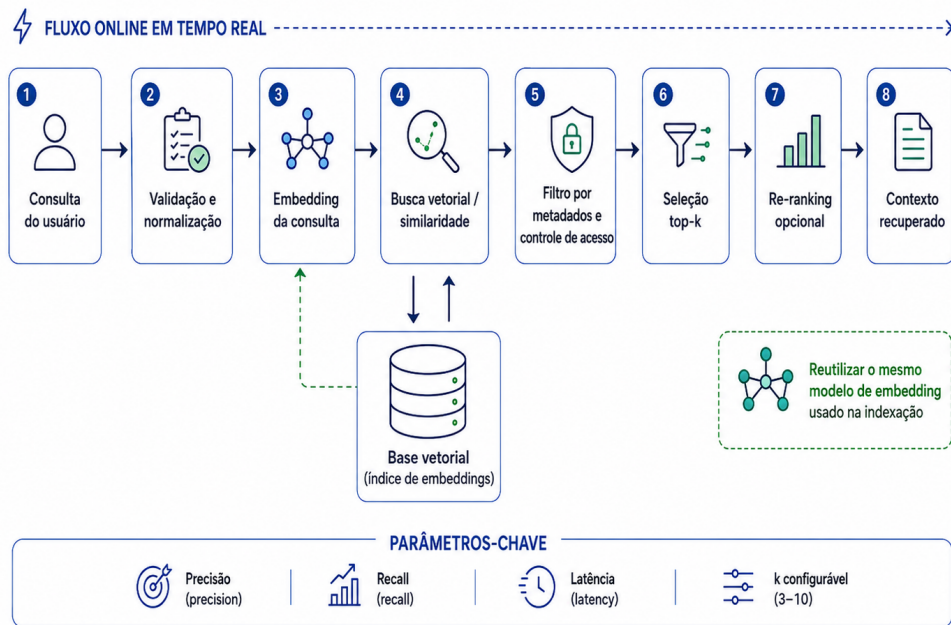 FLUXO ONLINE EM TEMPO REAL
1
Consulta
do usuário
2
Validação e
normalização
3
Embedding
da consulta
4
Busca vetorial /
similaridade
5
Filtro por
metadados e
controle de acesso
6
Seleção
top-k
7
Re-ranking
opcional
8
Contexto
recuperado
Base vetorial
(índice de embeddings)
Reutilizar o mesmo
modelo de embedding
usado na indexação
PARÂMETROS-CHAVE
Precisão
(precision)
Recall
(recall)
Latência
(latency)
k configurável
(3–10)